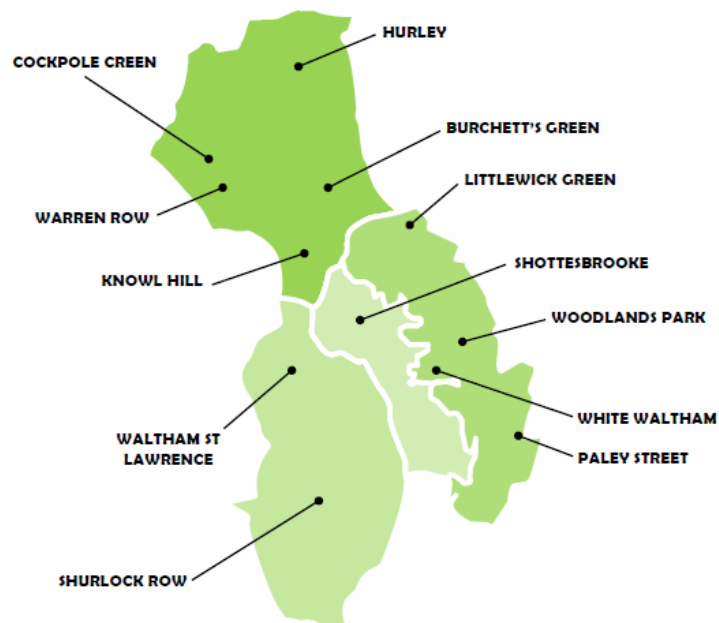 HURLEY
COCKPOLE CREEN
BURCHETT'S GREEN
LITTLEWICK GREEN
WARREN ROW
SHOTTESBROOKE
KNOWL HILL
WOODLANDS PARK
WHITE WALTHAM
WALTHAM ST
LAWRENCE
PALEY STREET
SHURLOCK ROW